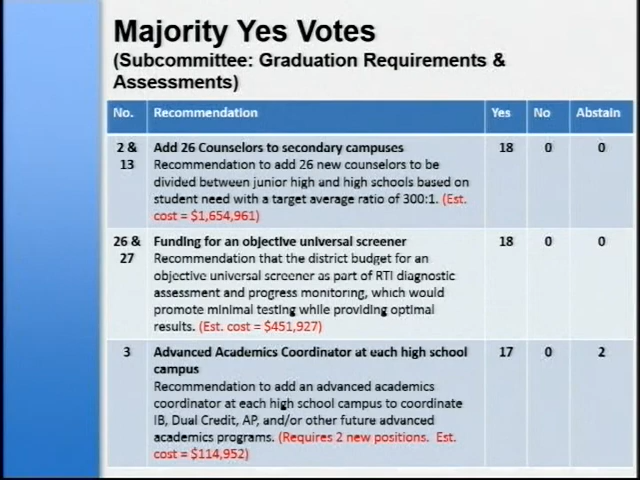 Majority Yes Votes
(Subcommittee: Graduation Requirements &
Assessments)
No. Recommendation Yes No Abstain
2 & 13 Add 26 Counselors to secondary campuses 18 0 0
Recommendation to add 26 new counselors to be
divided between junior high and high schools based on
student need with a target average ratio of 300:1. (Est.
cost = $1,654,961)
26 & 27 Funding for an objective universal screener 18 0 0
Recommendation that the district budget for an
objective universal screener as part of RTI diagnostic
assessment and progress monitoring, which would
promote minimal testing while providing optimal
results. (Est. cost = $451,927)
3 Advanced Academics Coordinator at each high school 17 0 2
campus
Recommendation to add an advanced academics
coordinator at each high school campus to coordinate
IB, Dual Credit, AP, and/or other future advanced
academics programs. (Requires 2 new positions. Est.
cost = $114,952)